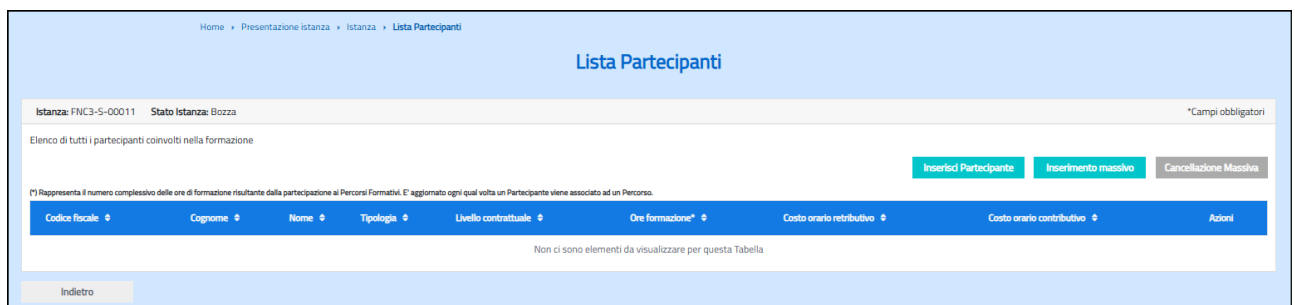 Home › Presentazione istanza › Istanza › Lista Partecipanti
Lista Partecipanti
Istanza: FNC3-S-00011 Stato Istanza: Bozza *Campi obbligatori
Elenco di tutti i partecipanti coinvolti nella formazione
Inserisci Partecipante Inserimento massivo Cancellazione Massiva
(*) Rappresenta il numero complessivo delle ore di formazione risultante dalla partecipazione ai Percorsi Formativi. E' aggiornato ogni qual volta un Partecipante viene associato ad un Percorso.
Codice fiscale Cognome Nome Tipologia Livello contrattuale Ore formazione* Costo orario retributivo Costo orario contributivo Azioni
Non ci sono elementi da visualizzare per questa Tabella
Indietro